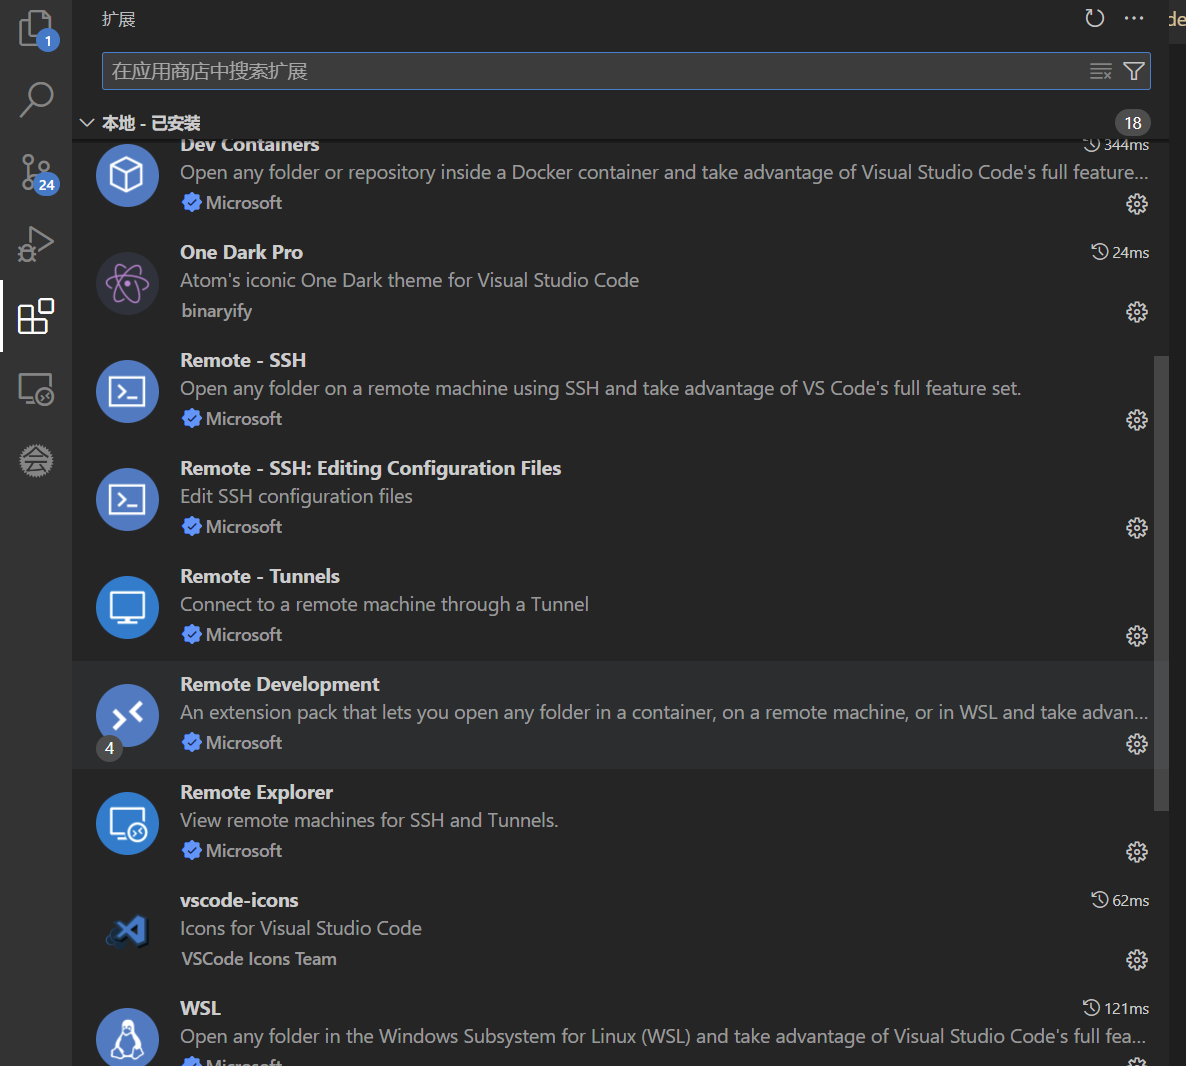 扩展
1
在应用商店中搜索扩展
本地 - 已安装
18
Dev Containers
344ms
Open any folder or repository inside a Docker container and take advantage of Visual Studio Code's full feature...
Microsoft
24
One Dark Pro
24ms
Atom's iconic One Dark theme for Visual Studio Code
binaryify
Remote - SSH
Open any folder on a remote machine using SSH and take advantage of VS Code's full feature set.
Microsoft
Remote - SSH: Editing Configuration Files
Edit SSH configuration files
Microsoft
Remote - Tunnels
Connect to a remote machine through a Tunnel
Microsoft
Remote Development
An extension pack that lets you open any folder in a container, on a remote machine, or in WSL and take advan...
4
Microsoft
Remote Explorer
View remote machines for SSH and Tunnels.
Microsoft
vscode-icons
62ms
Icons for Visual Studio Code
VSCode Icons Team
WSL
121ms
Open any folder in the Windows Subsystem for Linux (WSL) and take advantage of Visual Studio Code's full fea...
Microsoft